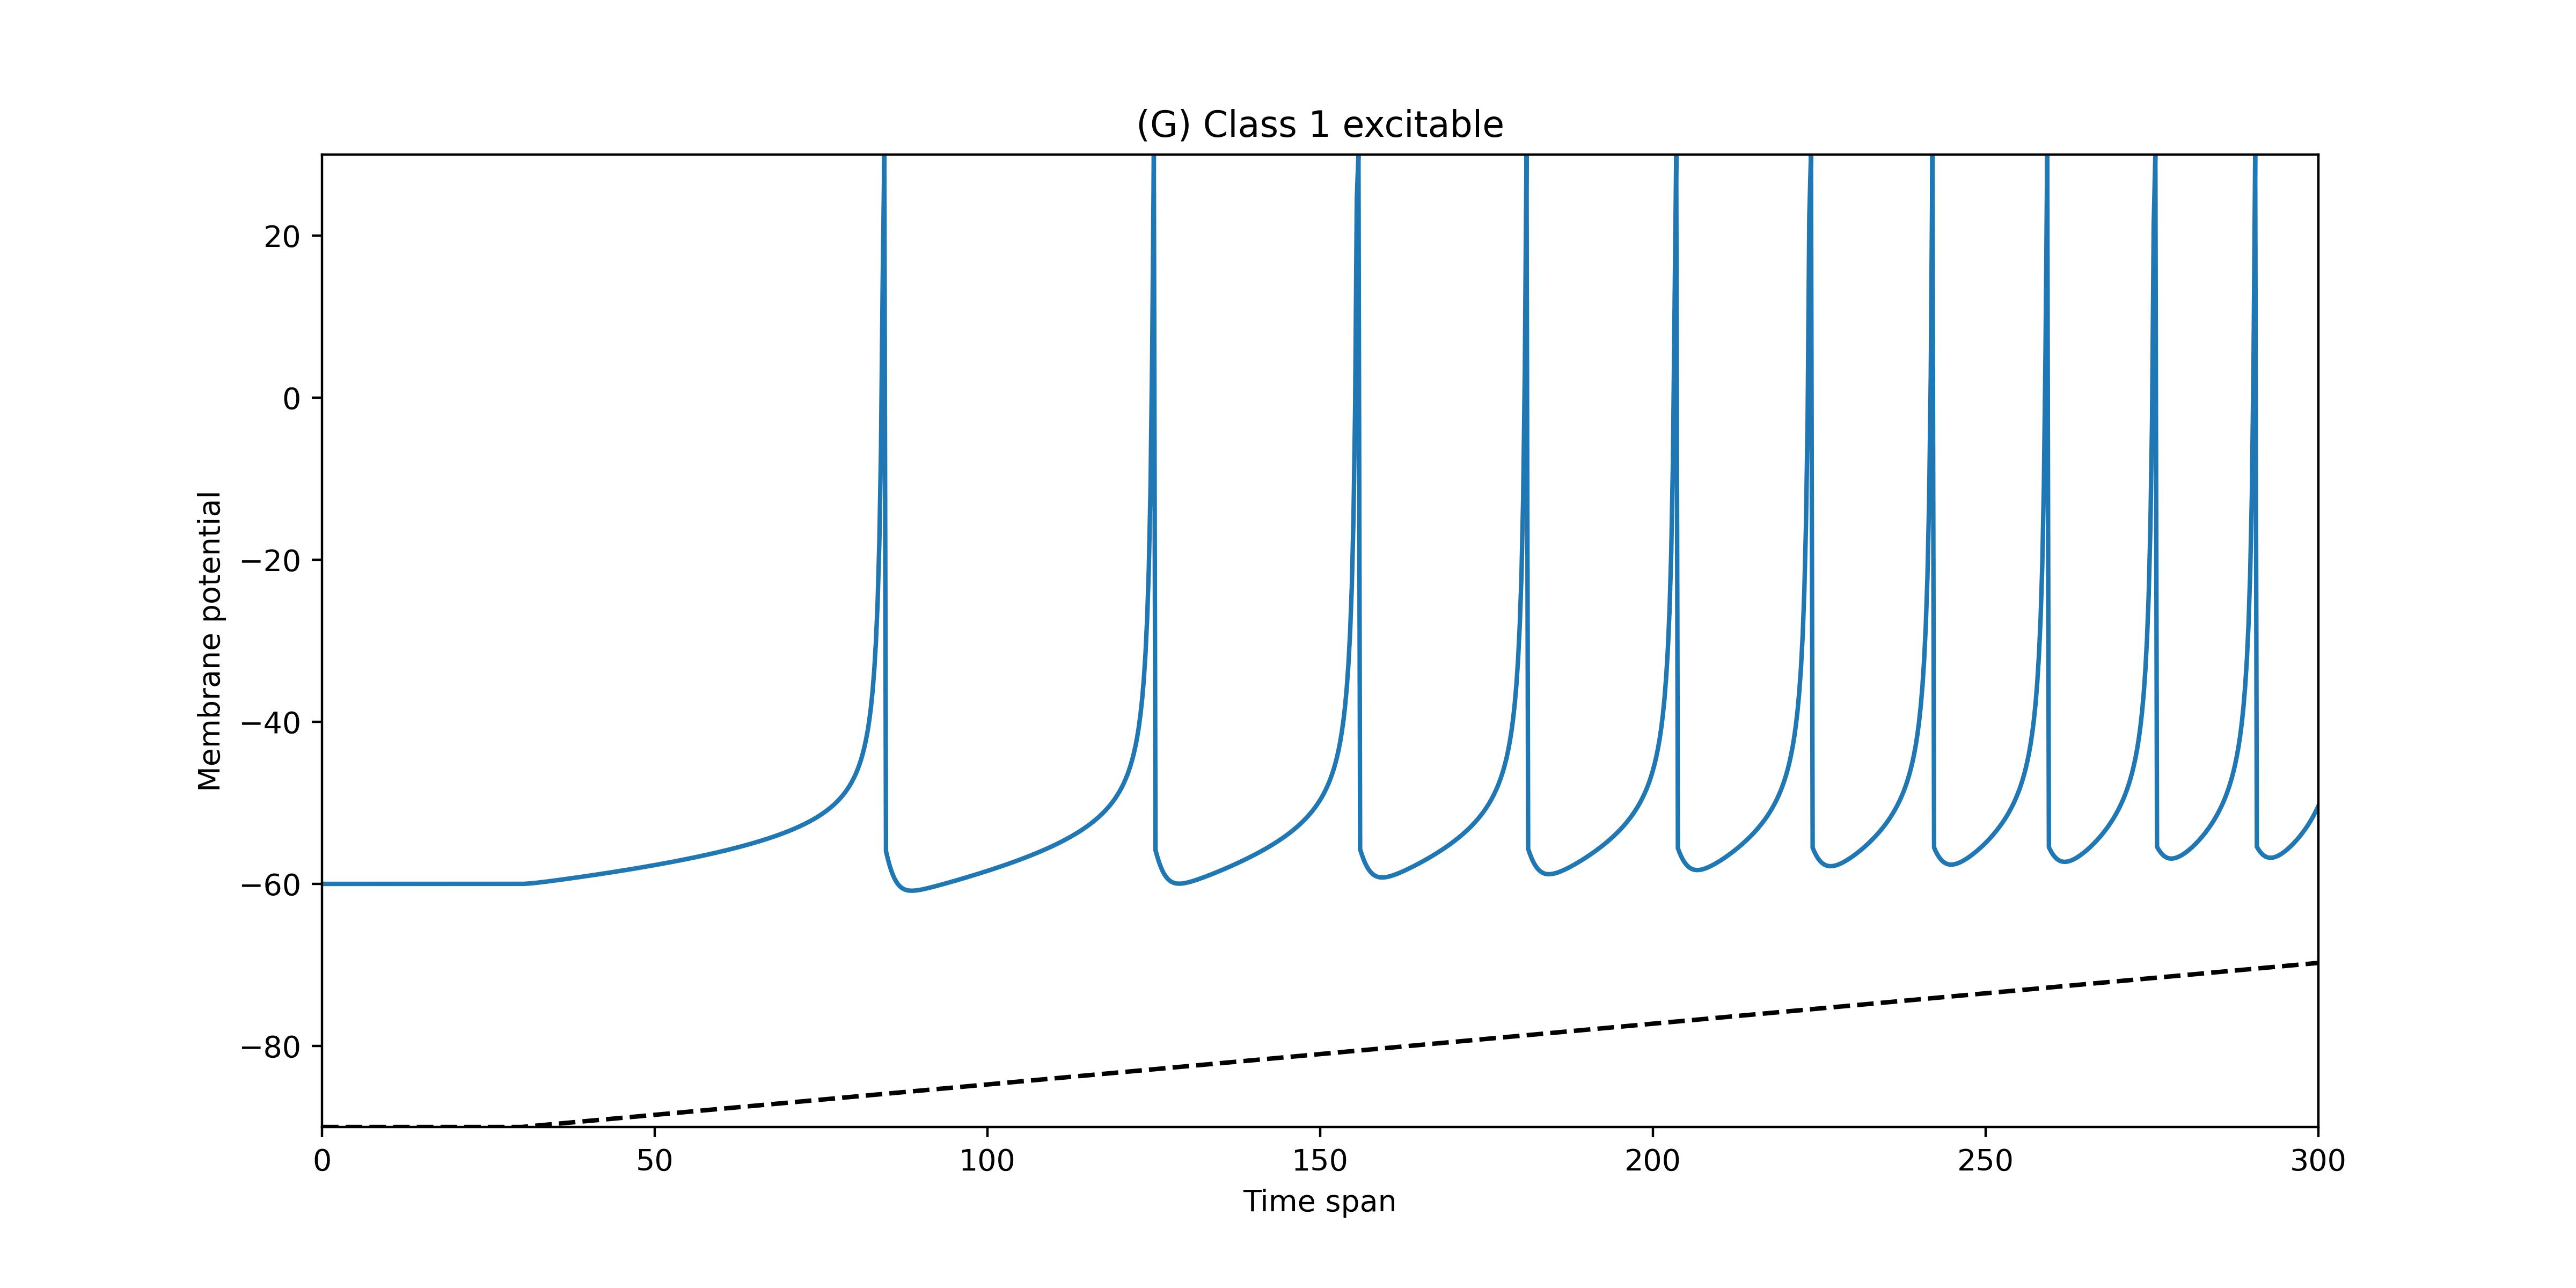 (G) Class 1 excitable
20
0
−20
−40
−60
−80
Membrane potential
0 50 100 150 200 250 300
Time span